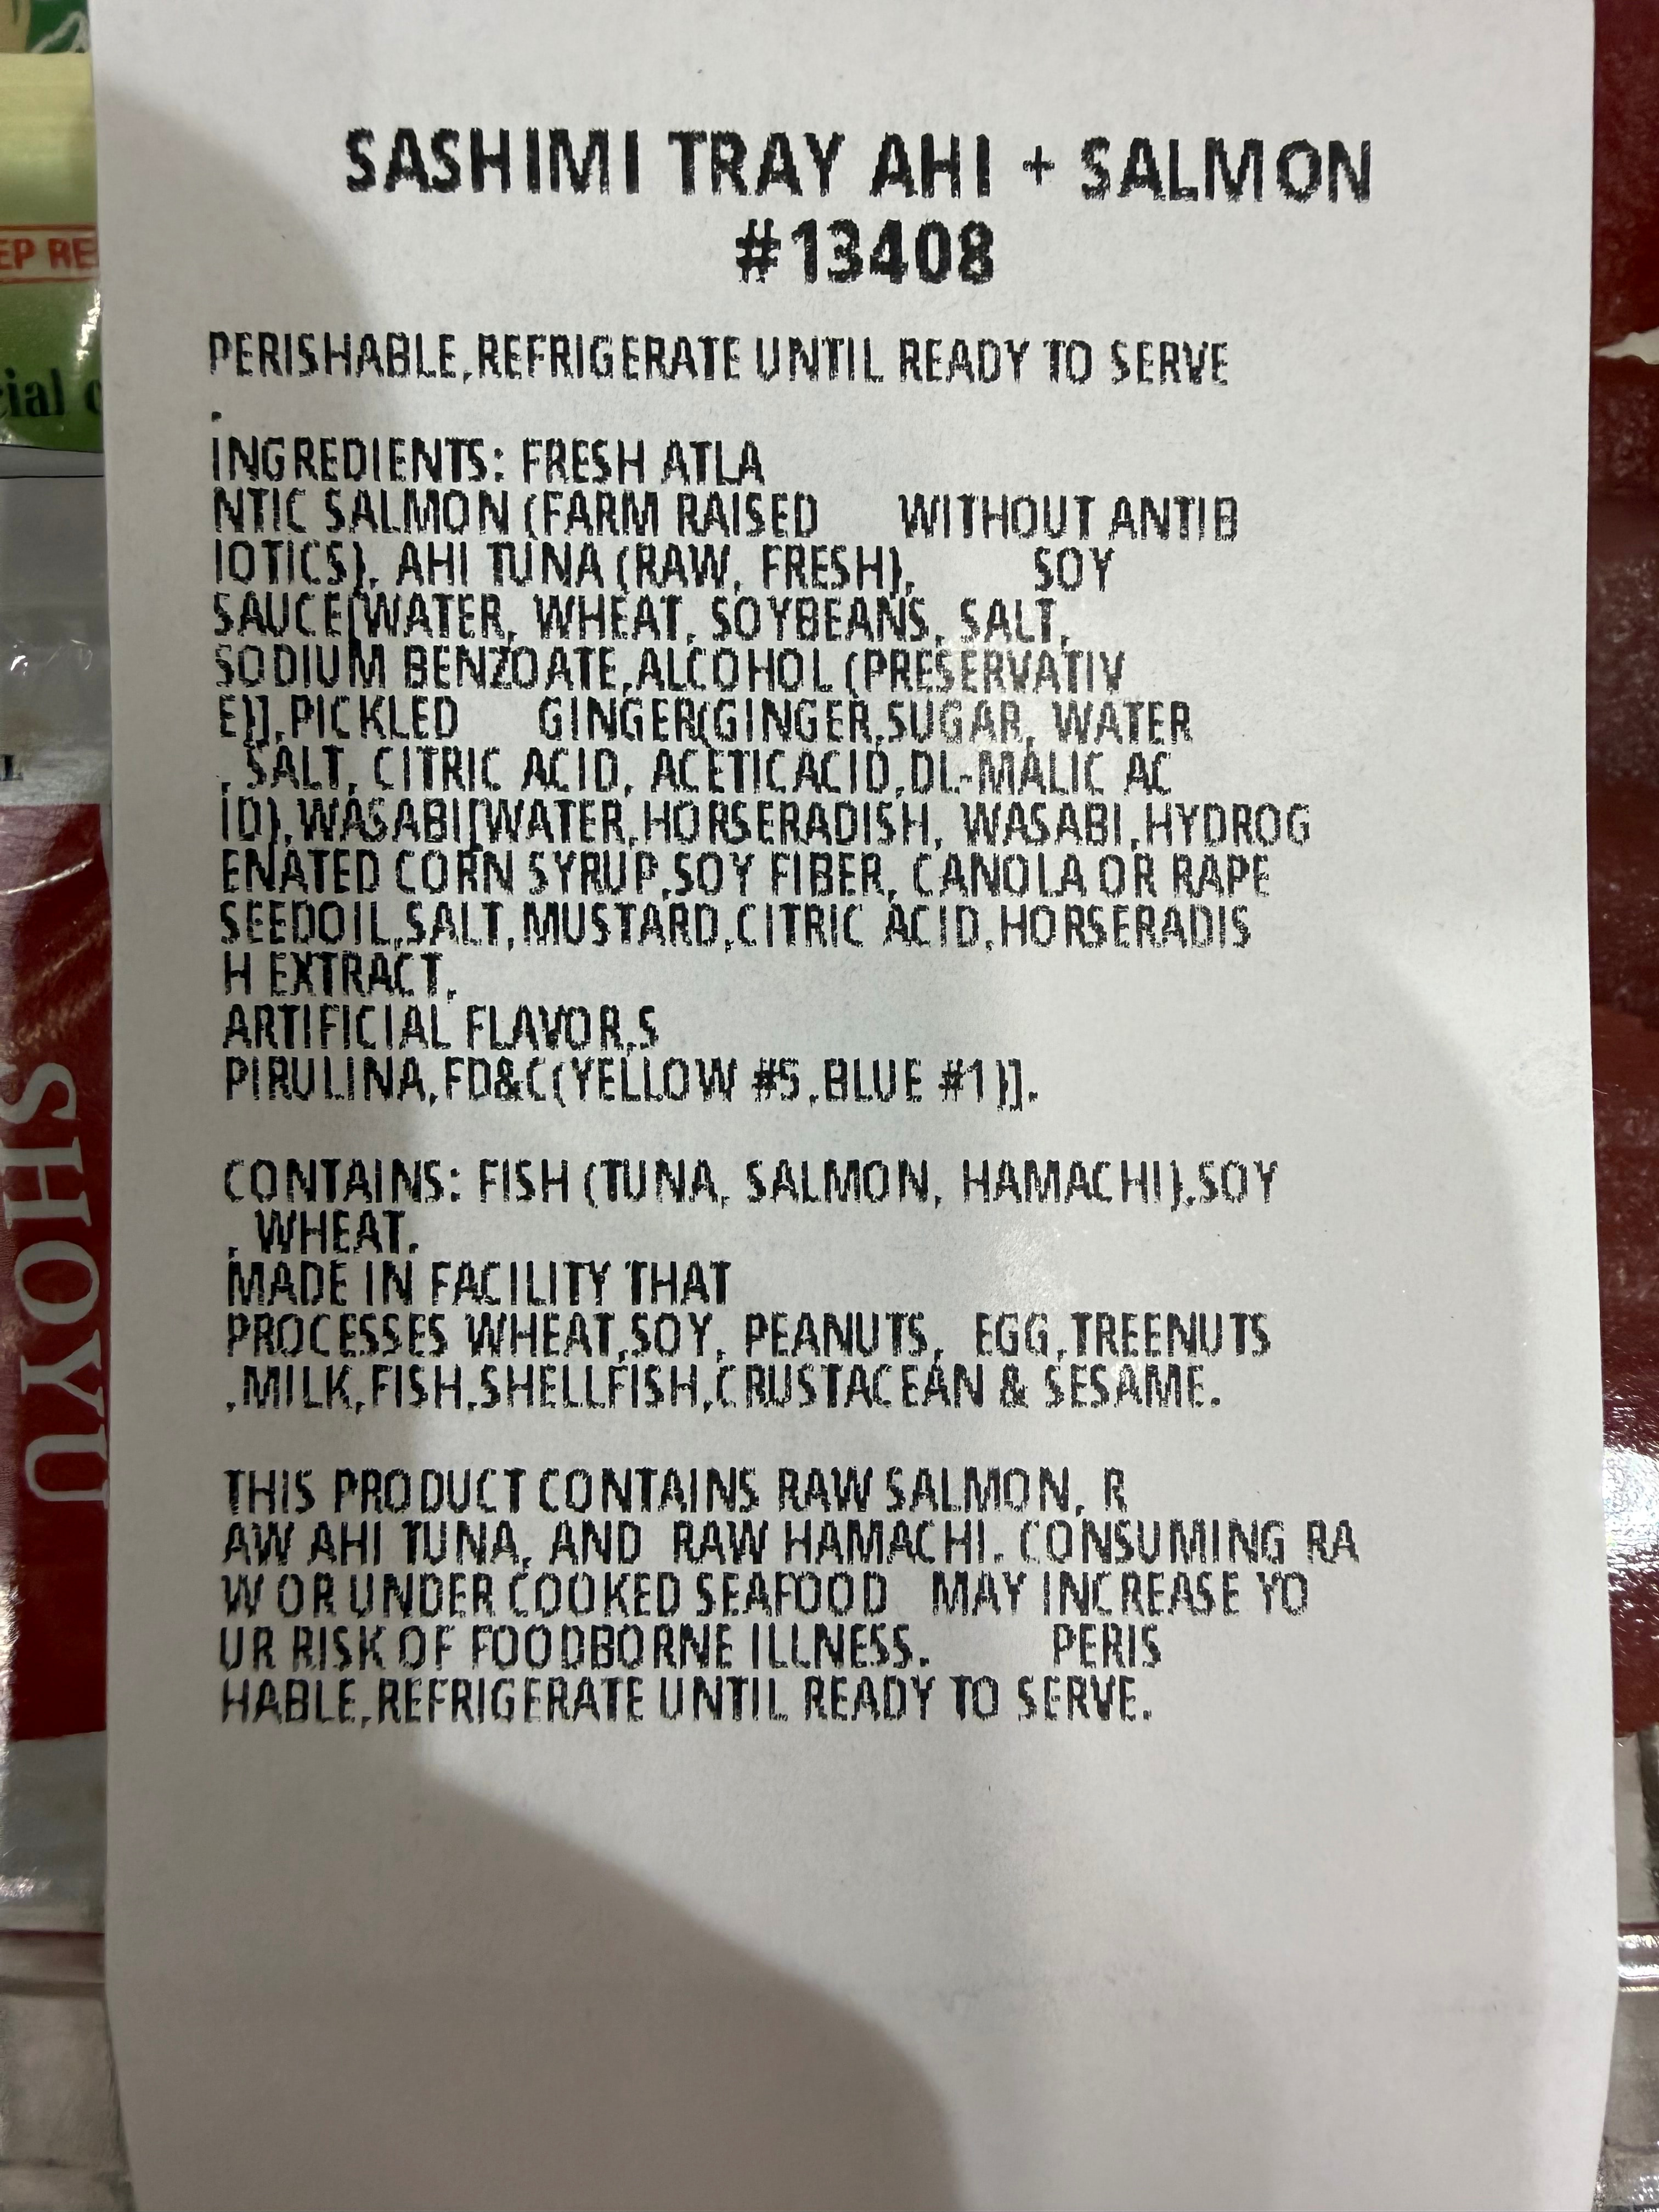 SASHIMI TRAY AHI + SALMON
#13408
PERISHABLE,REFRIGERATE UNTIL READY TO SERVE
.
INGREDIENTS: FRESH ATLA
NTIC SALMON (FARM RAISED WITHOUT ANTIB
IOTICS), AHI TUNA (RAW, FRESH), SOY
SAUCE[WATER, WHEAT, SOYBEANS, SALT,
SODIUM BENZOATE,ALCOHOL (PRESERVATIV
E)],PICKLED GINGER(GINGER,SUGAR, WATER
, SALT, CITRIC ACID, ACETICACID,DL-MALIC AC
ID),WASABI[WATER,HORSERADISH, WASABI,HYDROG
ENATED CORN SYRUP,SOY FIBER, CANOLA OR RAPE
SEEDOIL,SALT,MUSTARD,CITRIC ACID,HORSERADIS
H EXTRACT,
ARTIFICIAL FLAVOR,S
PIRULINA,FD&C(YELLOW #5,BLUE #1)].
CONTAINS: FISH (TUNA, SALMON, HAMACHI),SOY
, WHEAT.
MADE IN FACILITY THAT
PROCESSES WHEAT,SOY, PEANUTS, EGG,TREENUTS
,MILK,FISH,SHELLFISH,CRUSTACEAN & SESAME.
THIS PRODUCT CONTAINS RAW SALMON, R
AW AHI TUNA, AND RAW HAMACHI. CONSUMING RA
W OR UNDER COOKED SEAFOOD MAY INCREASE YO
UR RISK OF FOODBORNE ILLNESS. PERIS
HABLE,REFRIGERATE UNTIL READY TO SERVE.
EP RE
cial
SHOYU